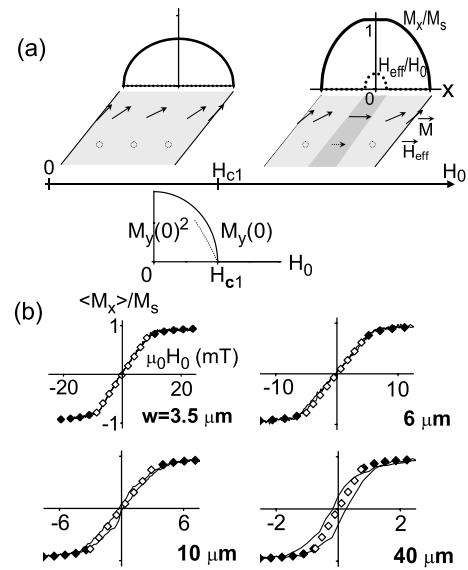 (a)
Mx/Ms
1
Heff/H0
0
X
M
Heff
0
Hc1
H0
My(0)²
My(0)
0
Hc1
H0
(b)
<Mx>/Ms
1
μ0H0 (mT)
-20
20
-1
w=3.5 μm
-10
10
6 μm
-6
6
10 μm
-2
2
40 μm